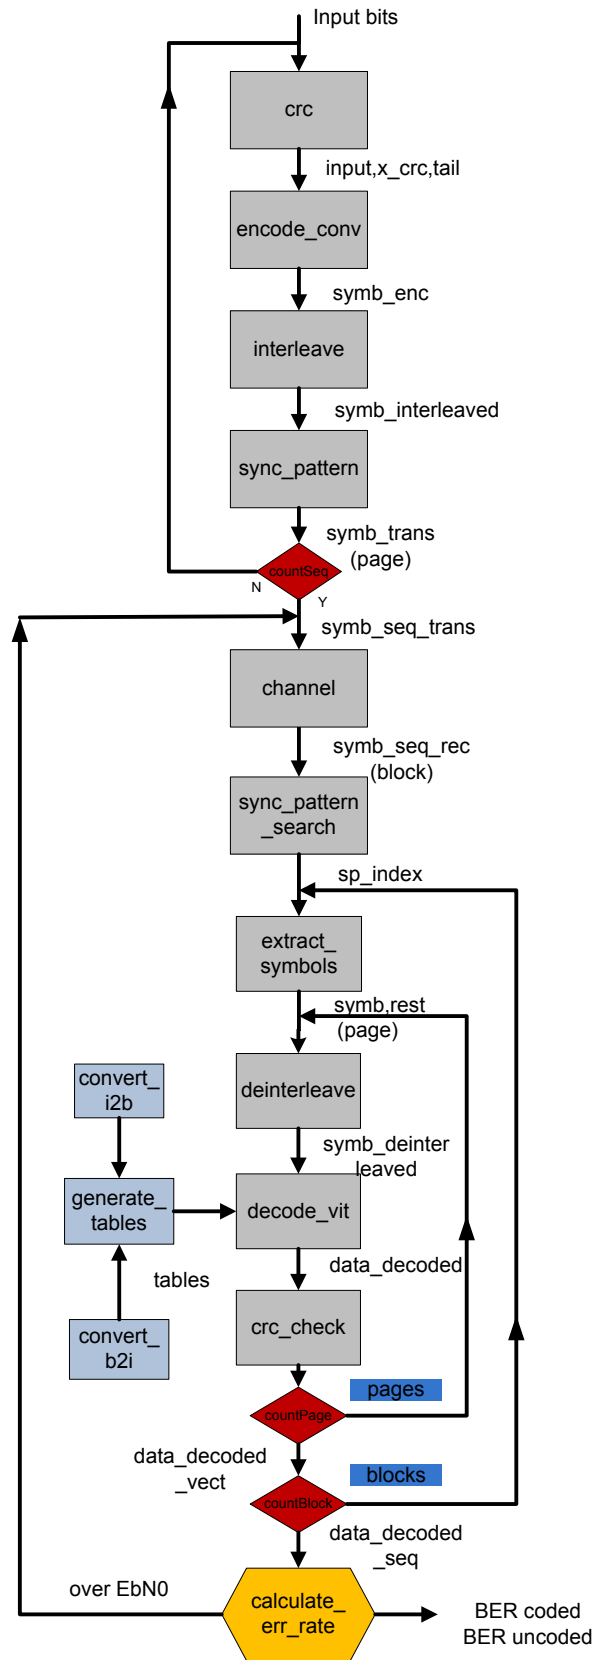 Input bits
crc
input,x_crc,tail
encode_conv
symb_enc
interleave
symb_interleaved
sync_pattern
symb_trans
(page)
countSeq
N
Y
symb_seq_trans
channel
symb_seq_rec
(block)
sync_pattern
_search
sp_index
extract_
symbols
symb,rest
(page)
deinterleave
convert_
i2b
symb_deinter
leaved
generate_
tables
decode_vit
data_decoded
tables
crc_check
convert_
b2i
pages
countPage
data_decoded
_vect
blocks
countBlock
data_decoded
_seq
over EbN0
calculate_
err_rate
BER coded
BER uncoded